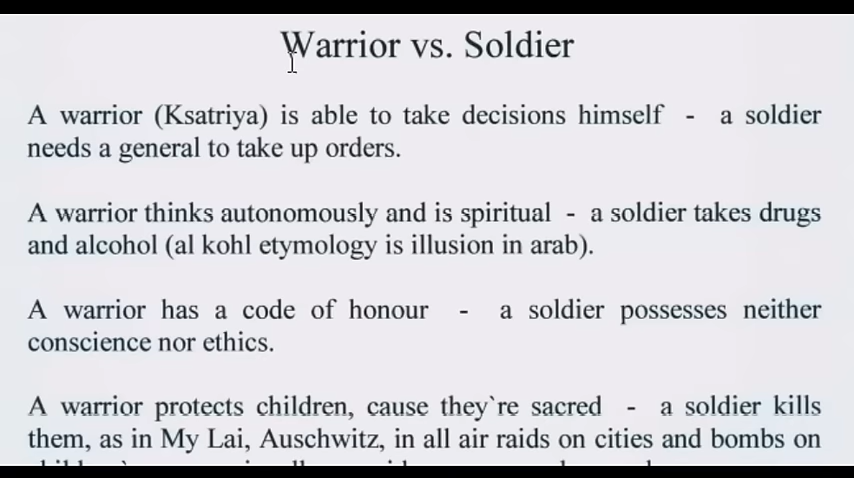 Warrior vs. Soldier
A warrior (Ksatriya) is able to take decisions himself - a soldier
needs a general to take up orders.
A warrior thinks autonomously and is spiritual - a soldier takes drugs
and alcohol (al kohl etymology is illusion in arab).
A warrior has a code of honour - a soldier possesses neither
conscience nor ethics.
A warrior protects children, cause they`re sacred - a soldier kills
them, as in My Lai, Auschwitz, in all air raids on cities and bombs on